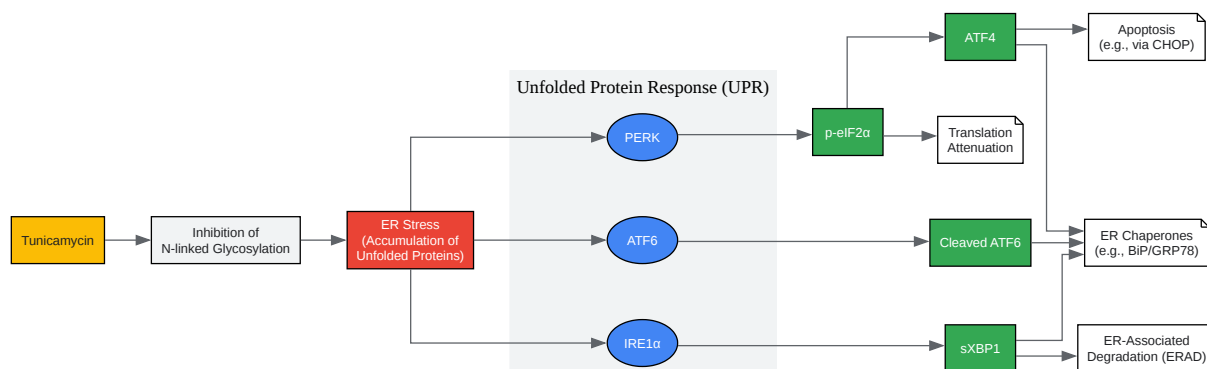 ATF4
Apoptosis
(e.g., via CHOP)
Unfolded Protein Response (UPR)
PERK
p-eIF2α
Translation
Attenuation
Tunicamycin
Inhibition of
N-linked Glycosylation
ER Stress
(Accumulation of
Unfolded Proteins)
ATF6
Cleaved ATF6
ER Chaperones
(e.g., BiP/GRP78)
IRE1α
sXBP1
ER-Associated
Degradation (ERAD)